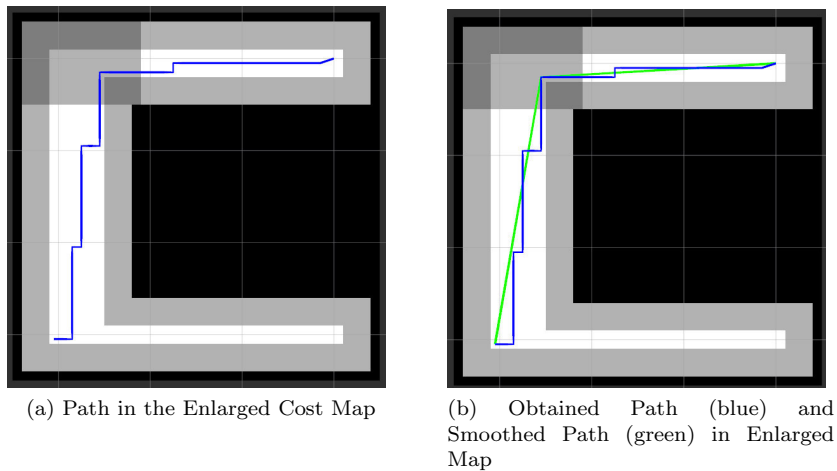 (a) Path in the Enlarged Cost Map
(b) Obtained Path (blue) and
Smoothed Path (green) in Enlarged
Map